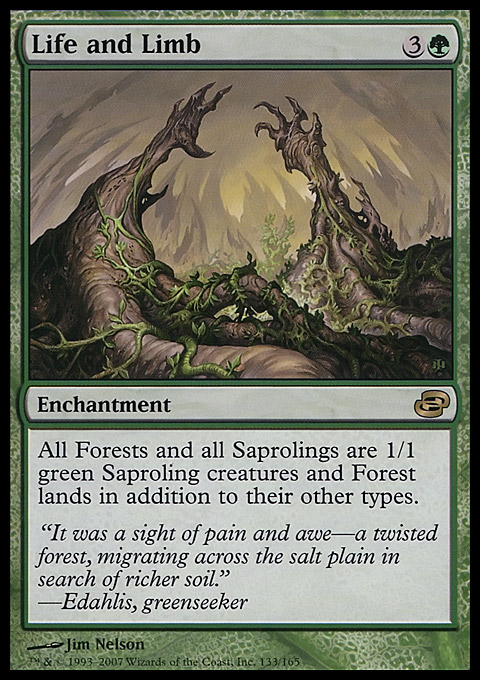 Life and Limb 3
Enchantment
All Forests and all Saprolings are 1/1
green Saproling creatures and Forest
lands in addition to their other types.
“It was a sight of pain and awe—a twisted
forest, migrating across the salt plain in
search of richer soil.”
—Edahlis, greenseeker
Jim Nelson
™ & © 1993–2007 Wizards of the Coast, Inc. 133/165